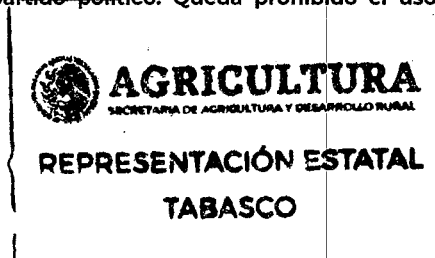 partido político. Queda prohibido el uso
AGRICULTURA
SECRETARÍA DE AGRICULTURA Y DESARROLLO RURAL
REPRESENTACIÓN ESTATAL
TABASCO